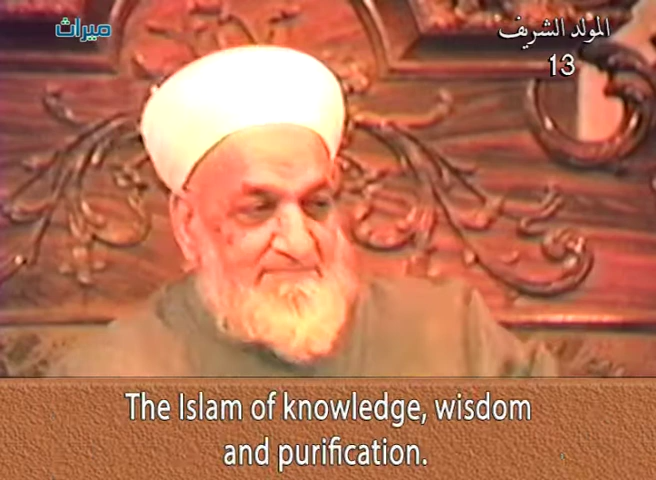 ميراث
المولد الشريف
13
The Islam of knowledge, wisdom
and purification.